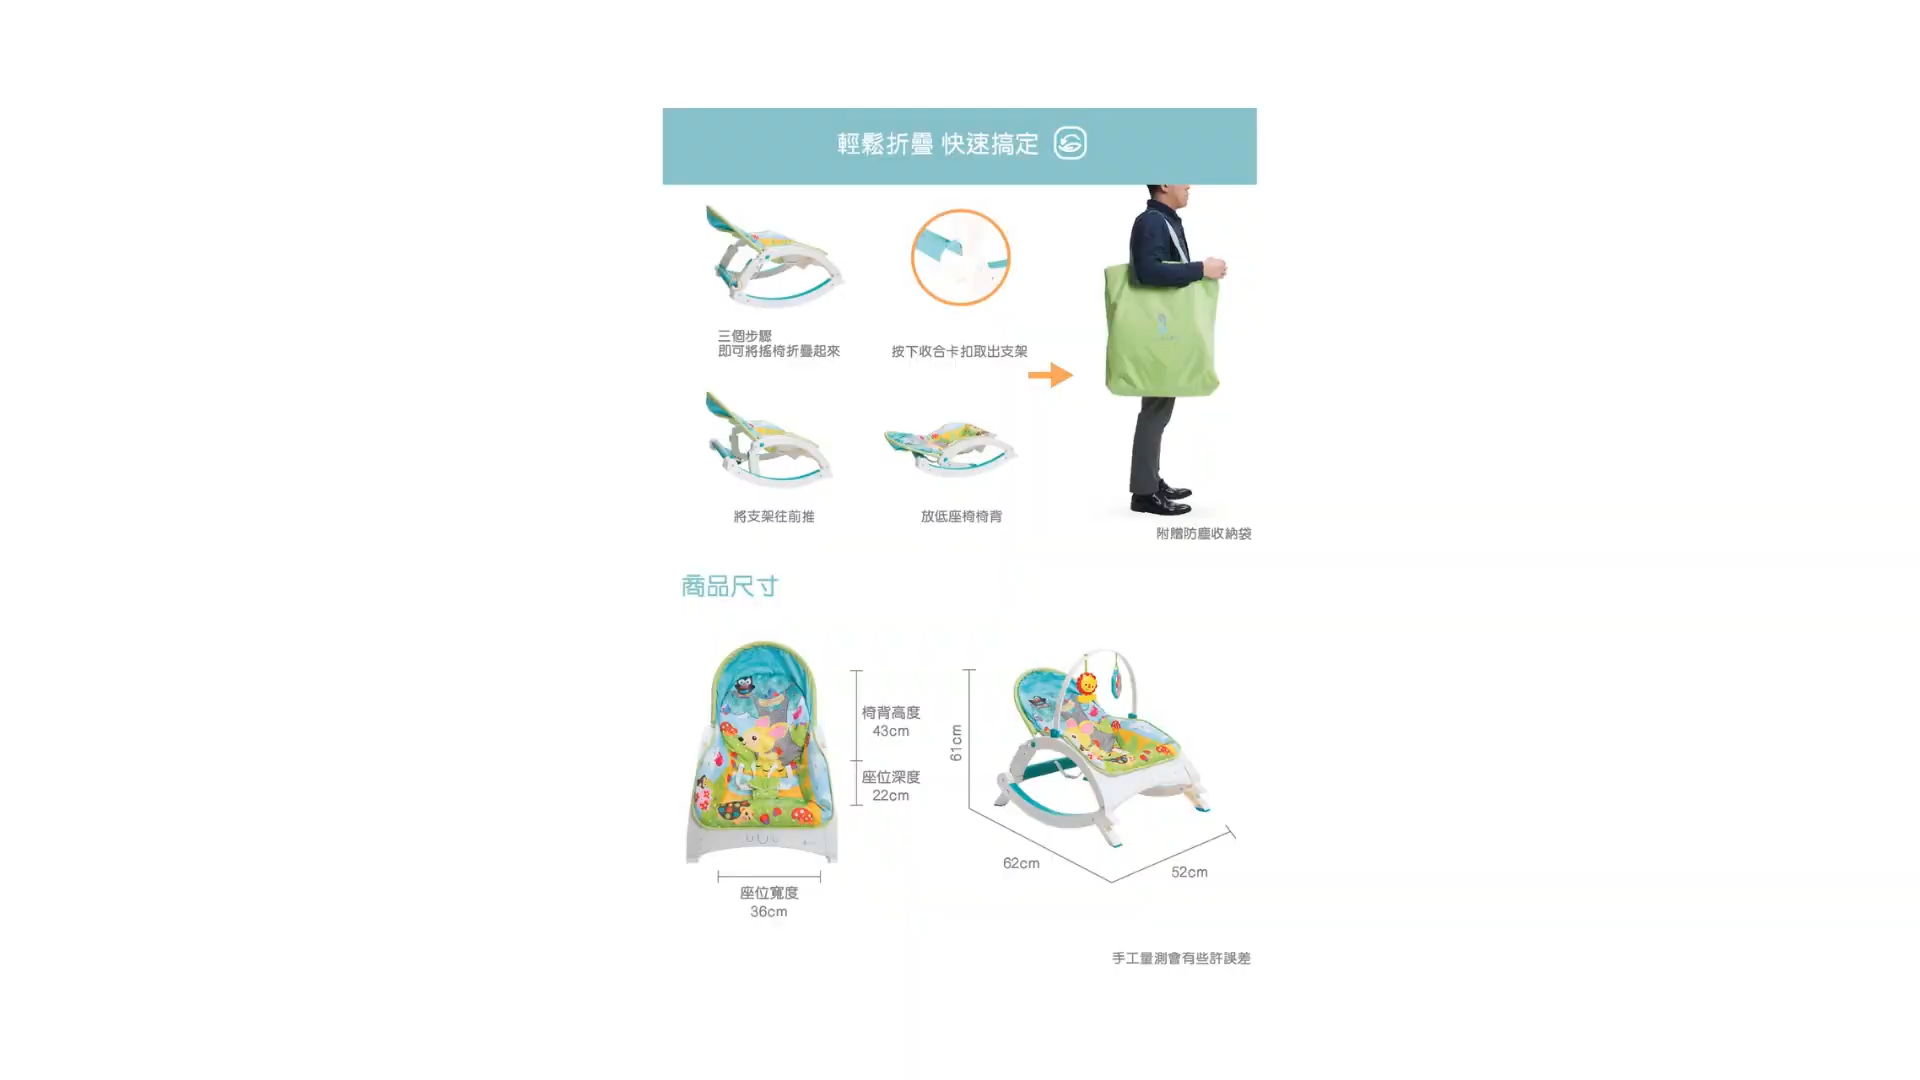 輕鬆折疊 快速搞定
三個步驟
即可將搖椅折疊起來
按下收合卡扣取出支架
將支架往前推
放低座椅椅背
附贈防塵收納袋
商品尺寸
椅背高度
43cm
座位深度
22cm
座位寬度
36cm
61cm
62cm
52cm
手工量測會有些許誤差